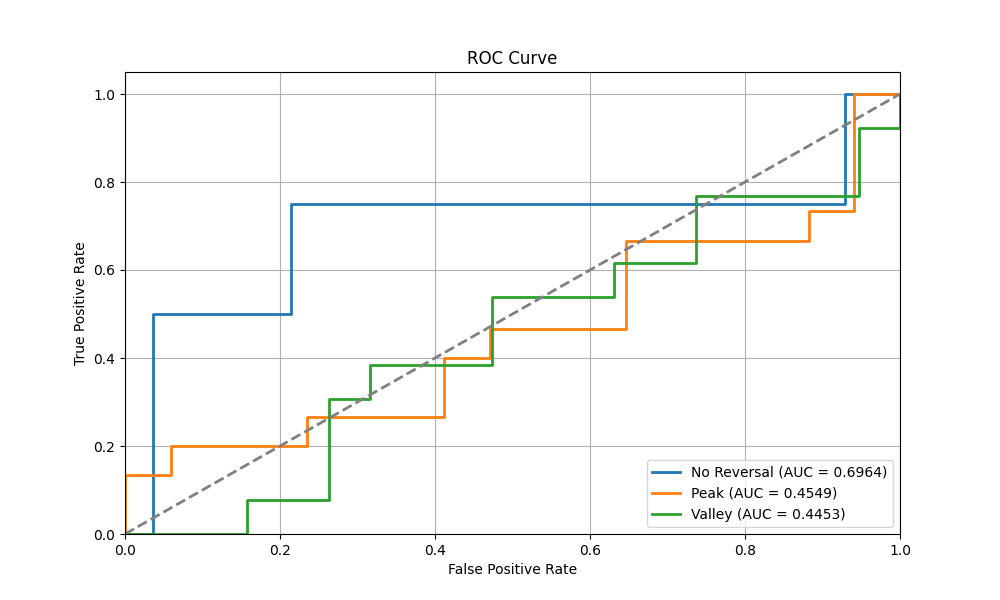 ROC Curve
True Positive Rate
1.0
0.8
0.6
0.4
0.2
0.0
No Reversal (AUC = 0.6964)
Peak (AUC = 0.4549)
Valley (AUC = 0.4453)
0.0 0.2 0.4 0.6 0.8 1.0
False Positive Rate